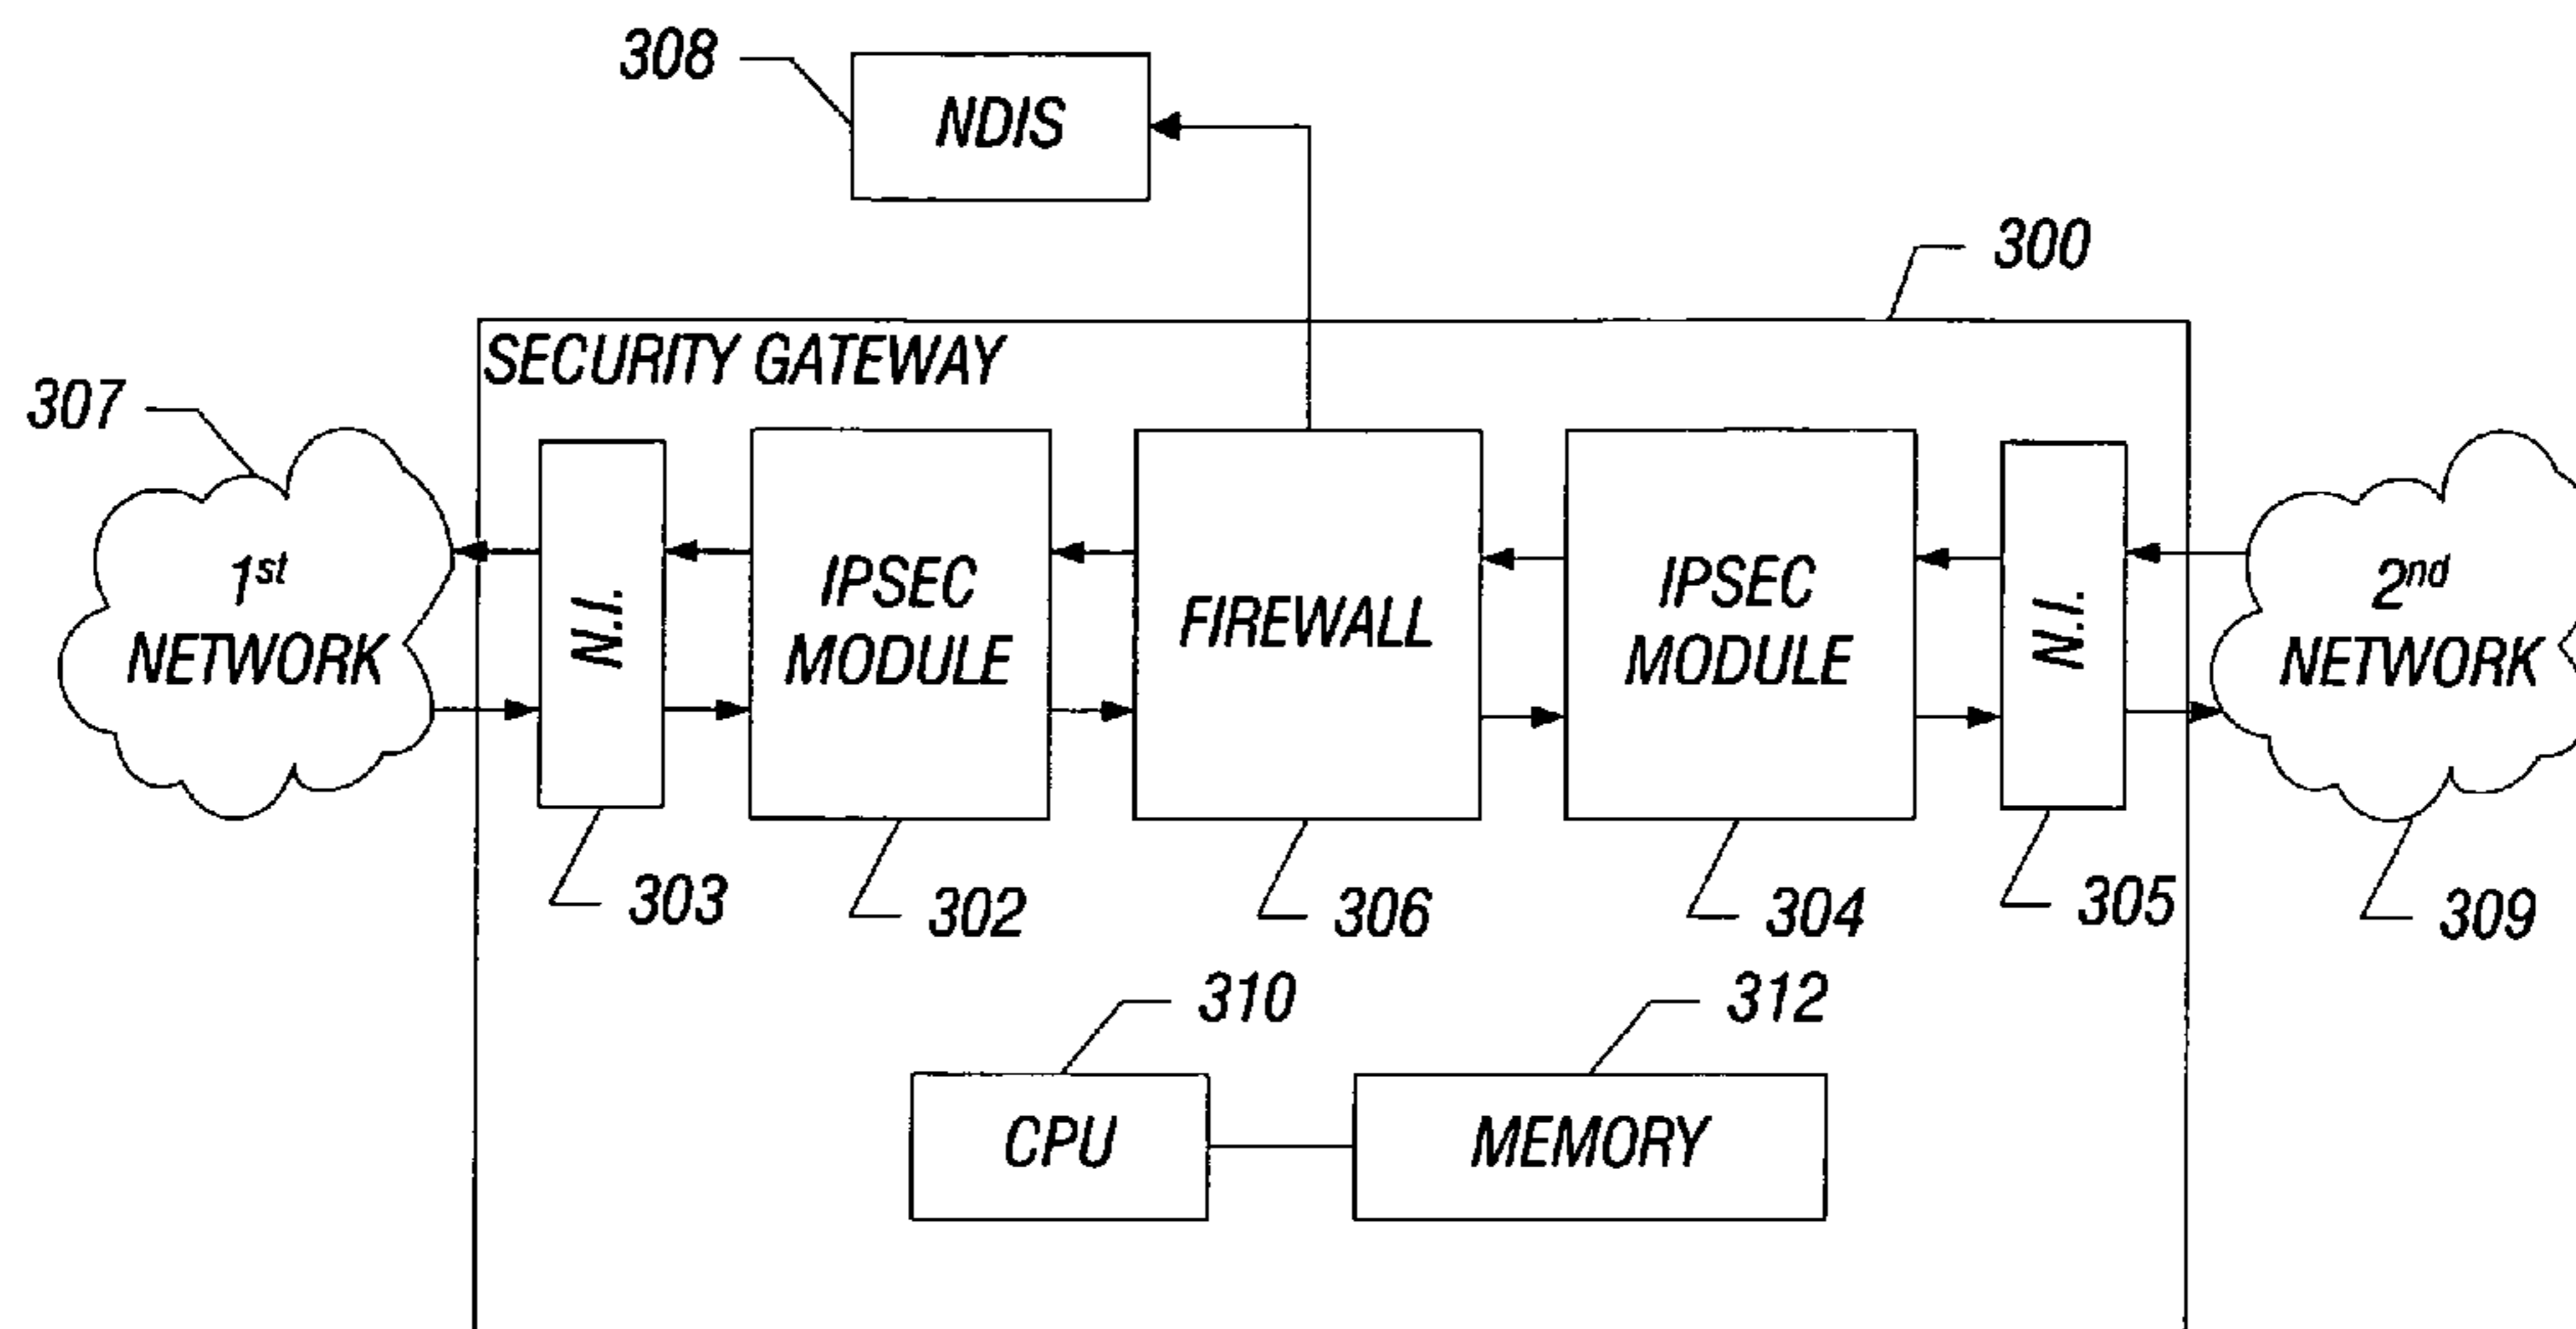 308
NDIS
300
SECURITY GATEWAY
307
1st
NETWORK
N.I.
IPSEC
MODULE
FIREWALL
IPSEC
MODULE
N.I.
2nd
NETWORK
303
302
306
304
305
309
310
312
CPU
MEMORY